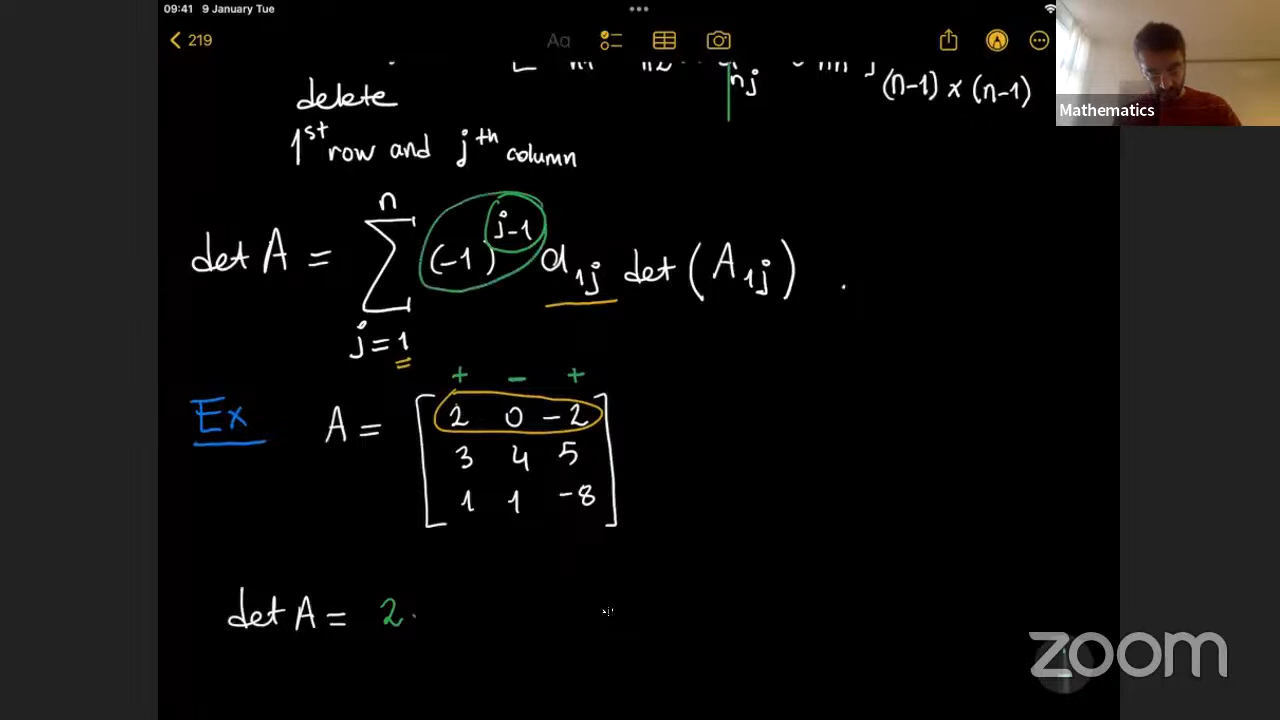 09:41 9 January Tue
219
Aa
nj
(n-1) × (n-1)
Mathematics
delete
1st row and jth column
det A = n ∑ j=1 (-1)^(j-1) a1j det (A1j) .
+ - +
Ex A = [ 2 0 -2
3 4 5
1 1 -8 ]
det A = 2 ·
zoom